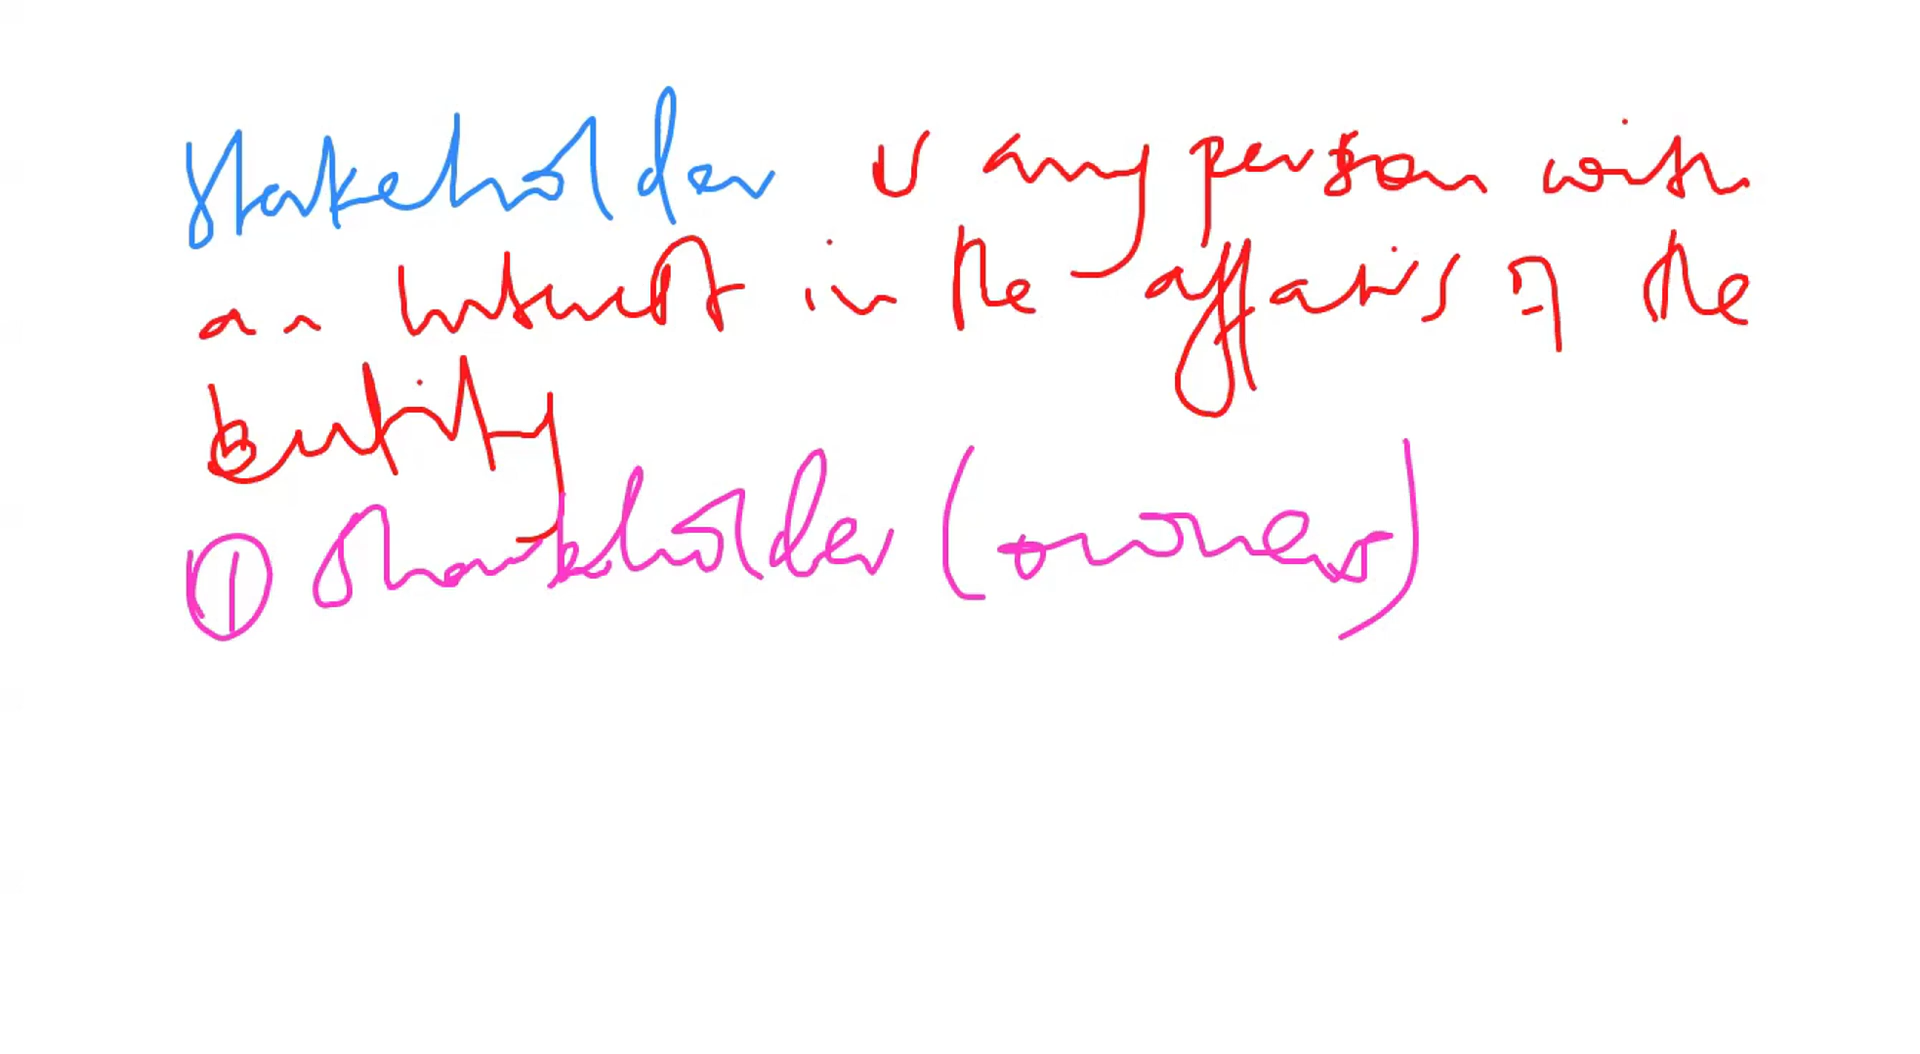 Stakeholder is any person with
an interest in the affairs of the
Entity
① Shareholder (owners)